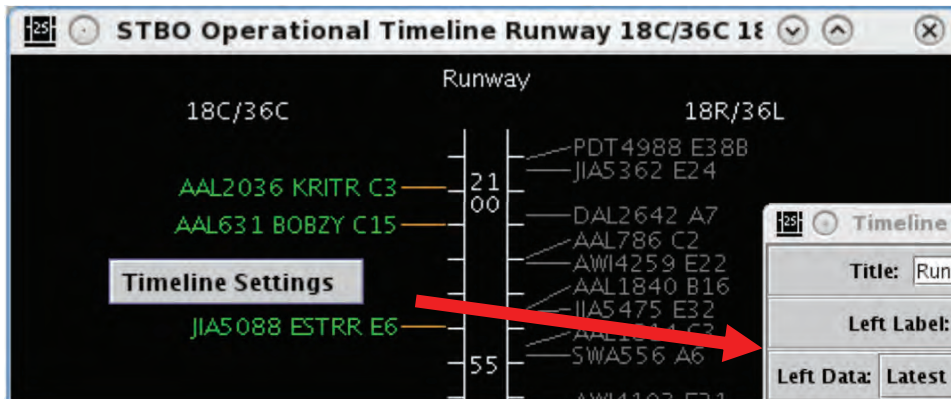 STBO Operational Timeline Runway 18C/36C 18
Runway
18C/36C
18R/36L
PDT4988 E38B
JIA5362 E24
AAL2036 KRITR C3
21
00
AAL631 BOBZY C15
DAL2642 A7
AAL786 C2
AWI4259 E22
AAL1840 B16
JIA5475 E32
C3
JIA5088 ESTRR E6
SWA556 A6
55
Timeline Settings
Timeline
Title: Run
Left Label:
Left Data: Latest